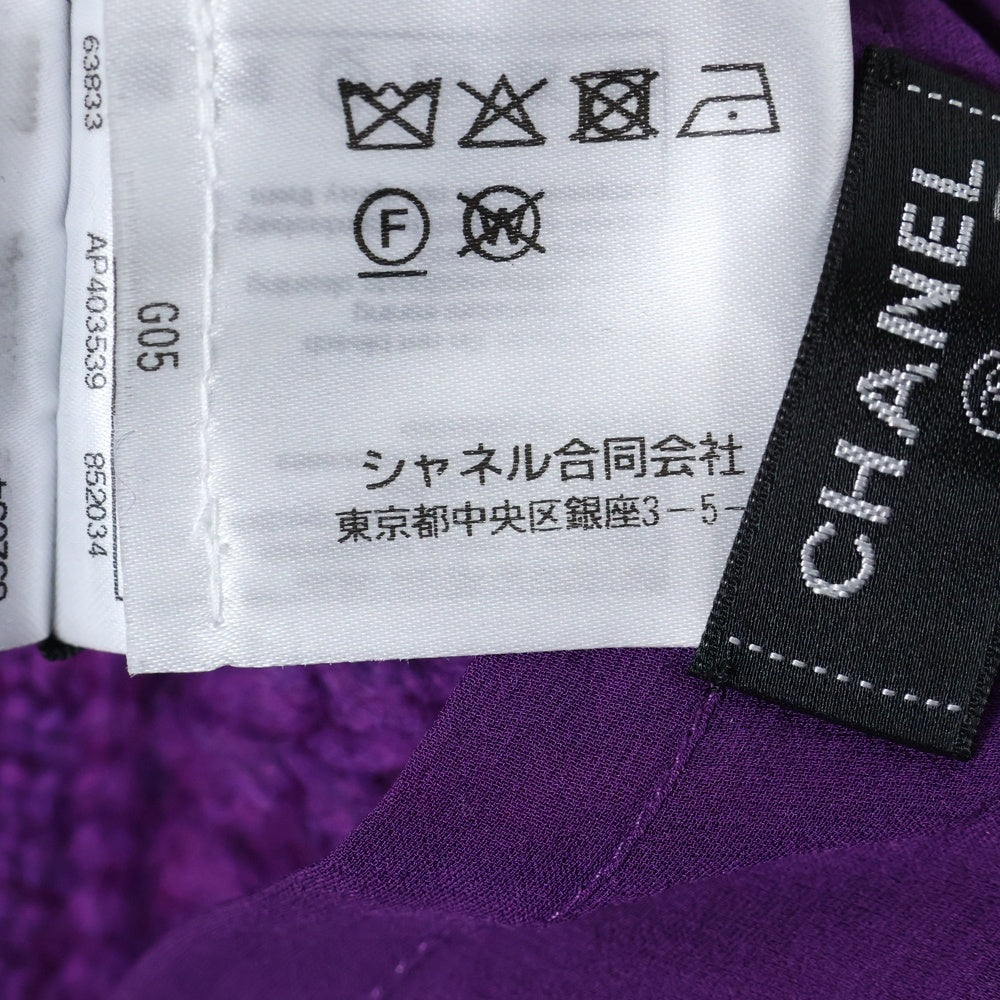 63833 AP403539 852034
G05
F
W
シャネル合同会社
東京都中央区銀座3-5-
CHANEL
®